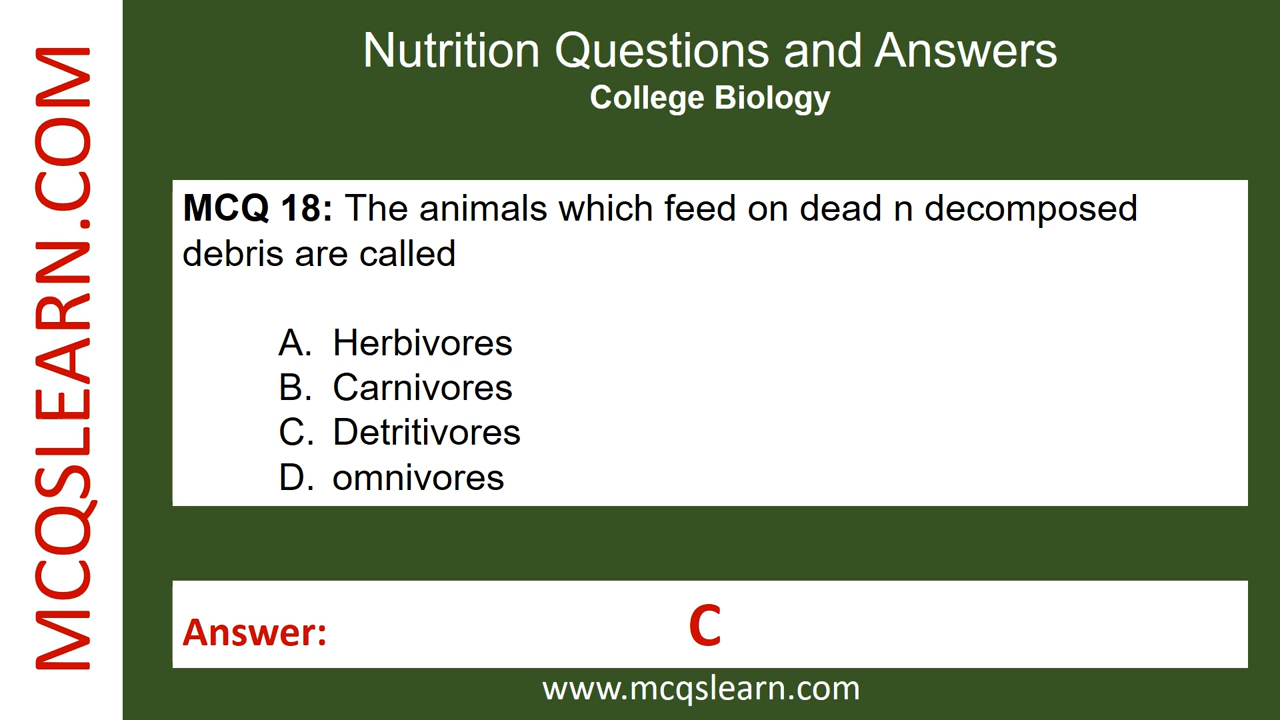 MCQSLEARN.COM
Nutrition Questions and Answers
College Biology
MCQ 18: The animals which feed on dead n decomposed
debris are called
A. Herbivores
B. Carnivores
C. Detritivores
D. omnivores
Answer: C
www.mcqslearn.com